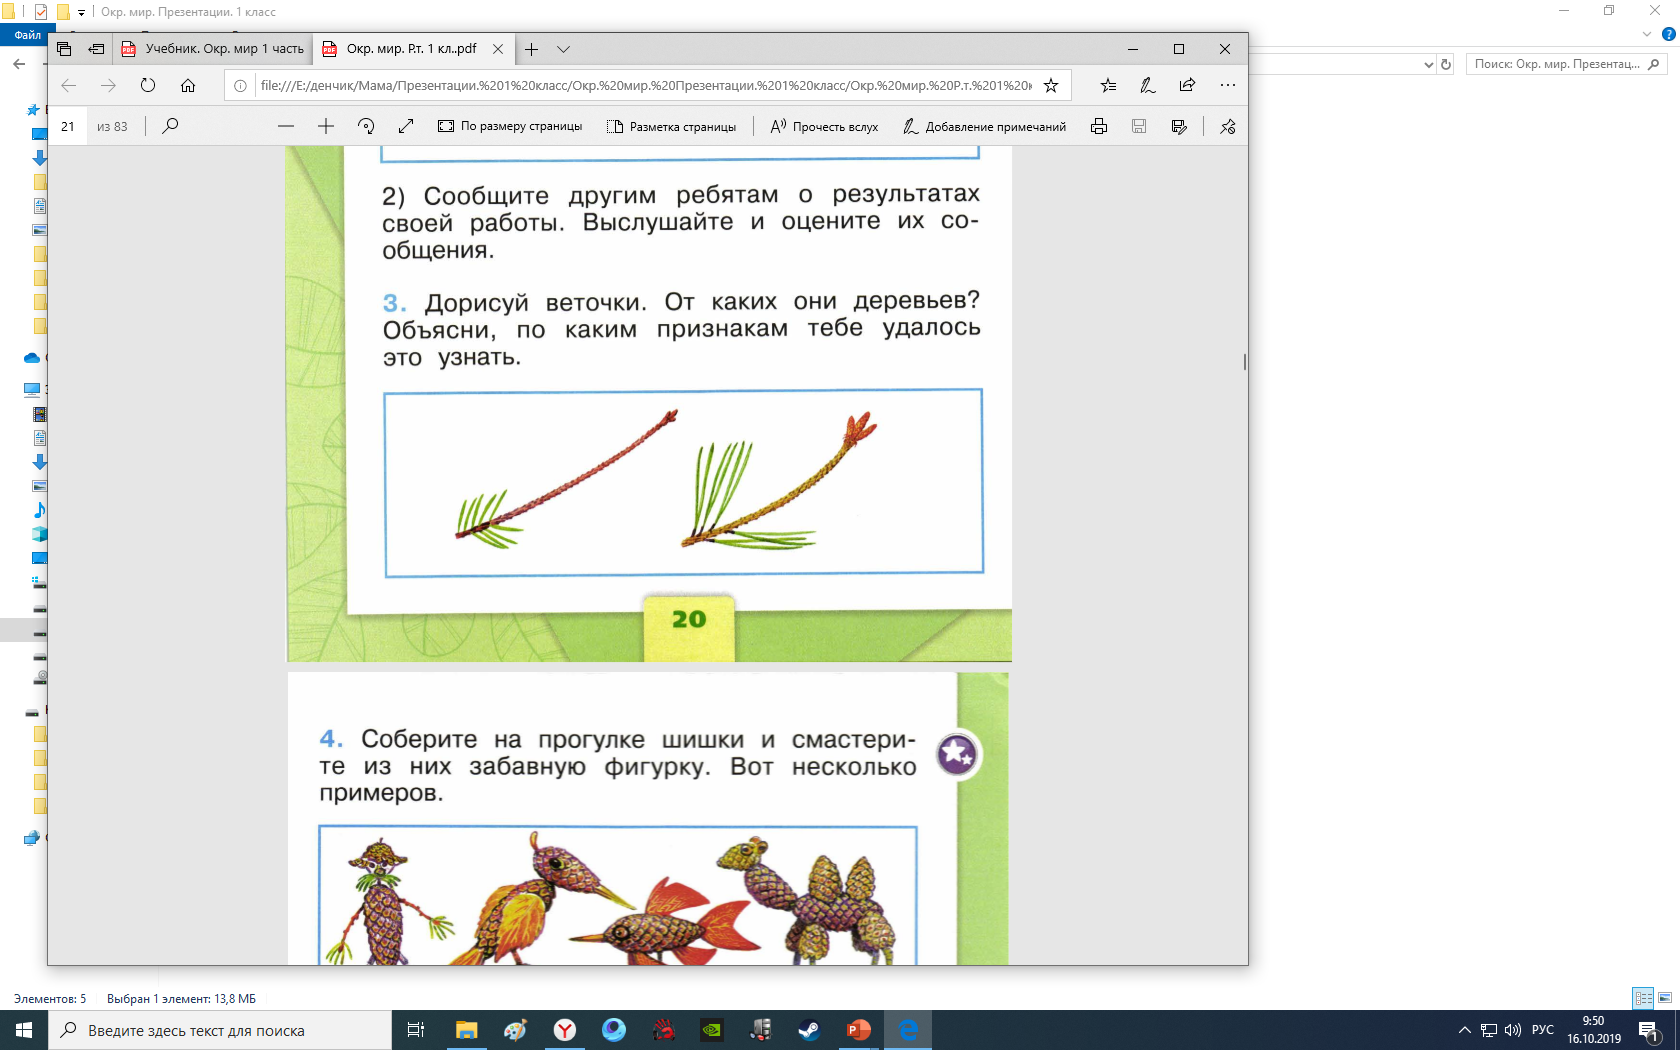 Окр. мир. Презентации. 1 класс
Файл
Учебник. Окр. мир 1 часть
Окр. мир. Р.т. 1 кл..pdf
Поиск: Окр. мир. Презентац...
file:///E:/денчик/Мама/Презентации.%201%20класс/Окр.%20мир.%20Презентации.%201%20класс/Окр.%20мир.%20Р.т.%201%20к
21 из 83
По размеру страницы
Разметка страницы
Прочесть вслух
Добавление примечаний
2) Сообщите другим ребятам о результатах
своей работы. Выслушайте и оцените их со-
общения.
3. Дорисуй веточки. От каких они деревьев?
Объясни, по каким признакам тебе удалось
это узнать.
20
4. Соберите на прогулке шишки и смастери-
те из них забавную фигурку. Вот несколько
примеров.
Элементов: 5 Выбран 1 элемент: 13,8 МБ
Введите здесь текст для поиска
РУС
9:50
16.10.2019
1